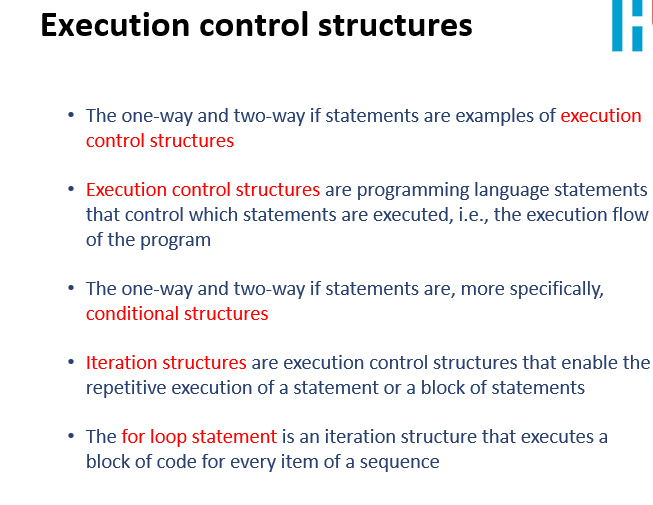 Execution control structures
• The one-way and two-way if statements are examples of execution
control structures
• Execution control structures are programming language statements
that control which statements are executed, i.e., the execution flow
of the program
• The one-way and two-way if statements are, more specifically,
conditional structures
• Iteration structures are execution control structures that enable the
repetitive execution of a statement or a block of statements
• The for loop statement is an iteration structure that executes a
block of code for every item of a sequence